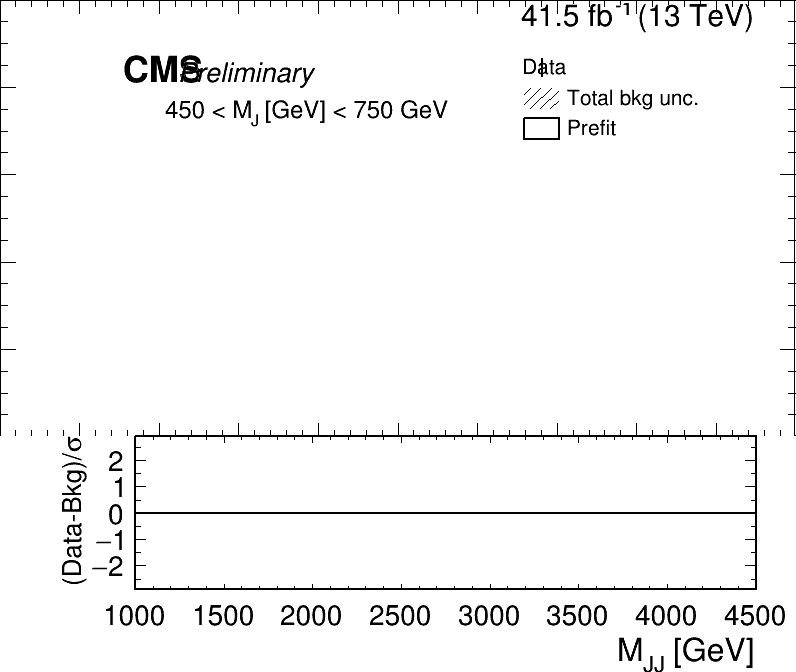 41.5 fb⁻¹ (13 TeV)
CMS Preliminary
Data
450 < M_J [GeV] < 750 GeV
Total bkg unc.
Prefit
(Data-Bkg)/σ
2
1
0
−1
−2
1000 1500 2000 2500 3000 3500 4000 4500
M_JJ [GeV]